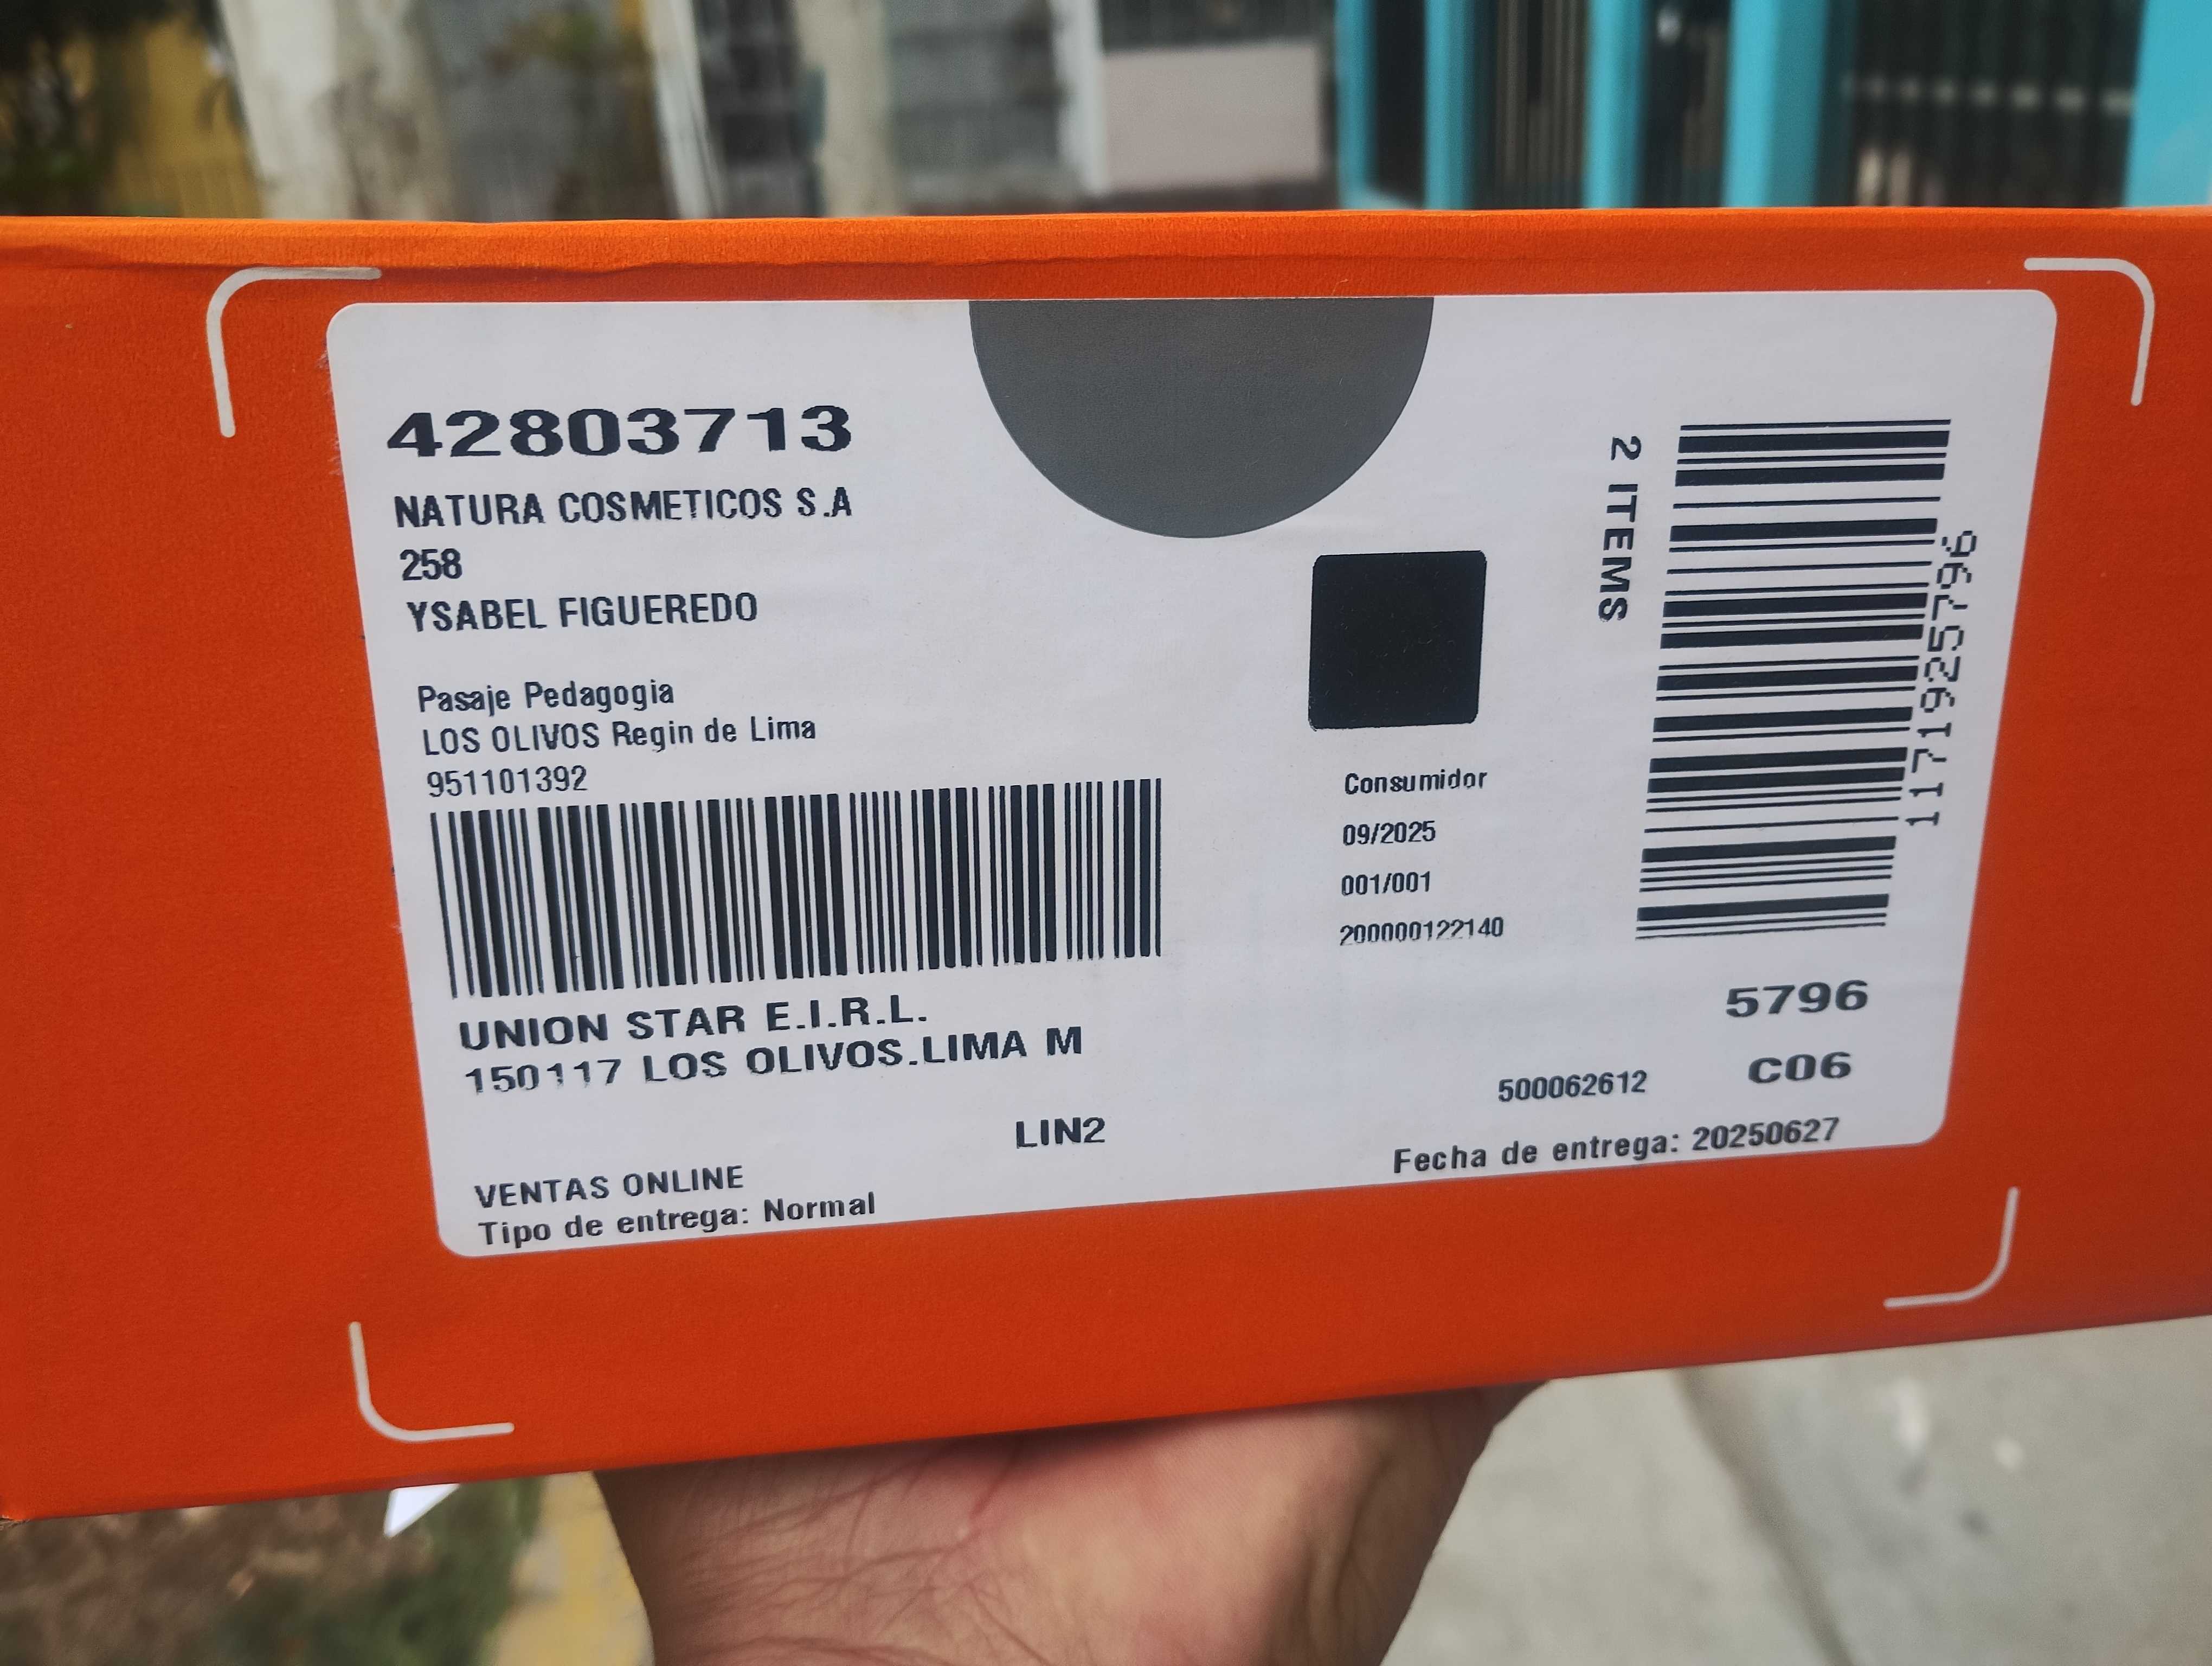 42803713
NATURA COSMETICOS S.A
258
YSABEL FIGUEREDO
Pasaje Pedagogia
LOS OLIVOS Regin de Lima
951101392
UNION STAR E.I.R.L.
150117 LOS OLIVOS.LIMA M
LIN2
VENTAS ONLINE
Tipo de entrega: Normal
2 ITEMS
1171925796
Consumidor
09/2025
001/001
200000122140
5796
C06
500062612
Fecha de entrega: 20250627